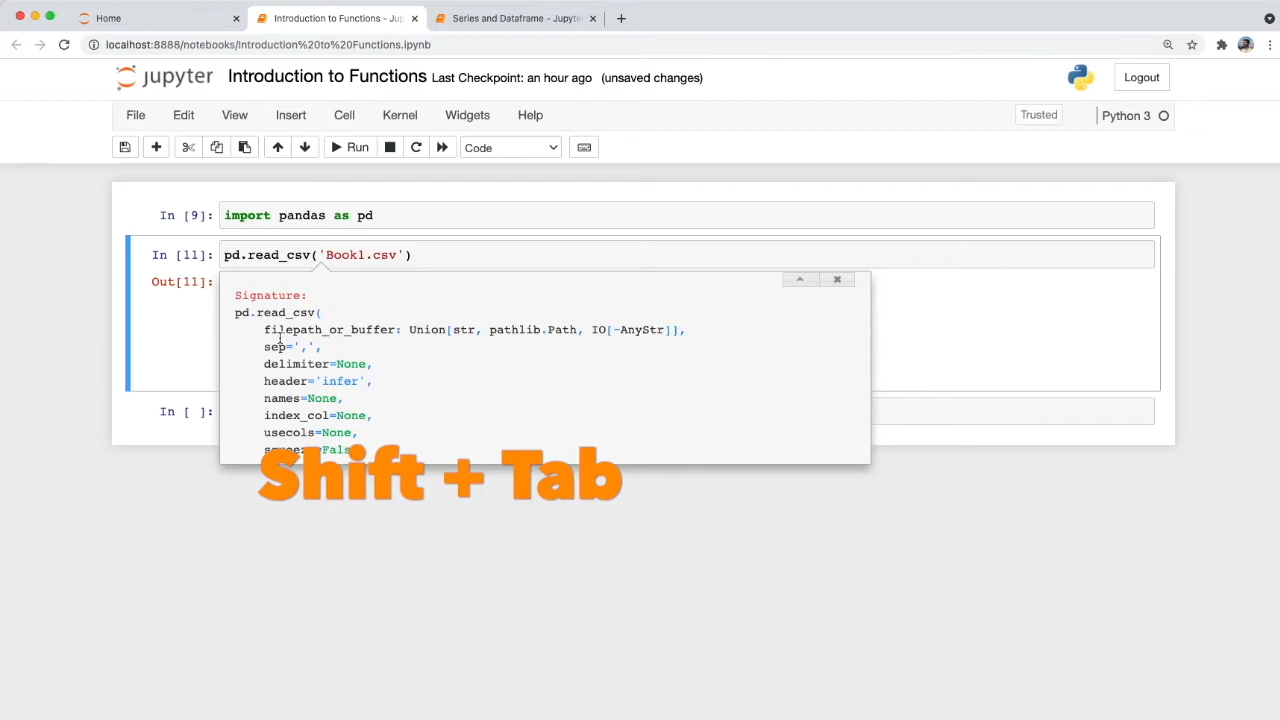 Home
Introduction to Functions - Jup
Series and Dataframe - Jupyte
localhost:8888/notebooks/Introduction%20to%20Functions.ipynb
jupyter Introduction to Functions Last Checkpoint: an hour ago (unsaved changes)
Logout
File Edit View Insert Cell Kernel Widgets Help
Trusted
Python 3
Run
Code
In [9]: import pandas as pd
In [11]: pd.read_csv('Book1.csv')
Out[11]:
Signature:
pd.read_csv(
filepath_or_buffer: Union[str, pathlib.Path, IO[~AnyStr]],
sep=',',
delimiter=None,
header='infer',
names=None,
index_col=None,
In [ ]:
usecols=None,
Shift + Tab